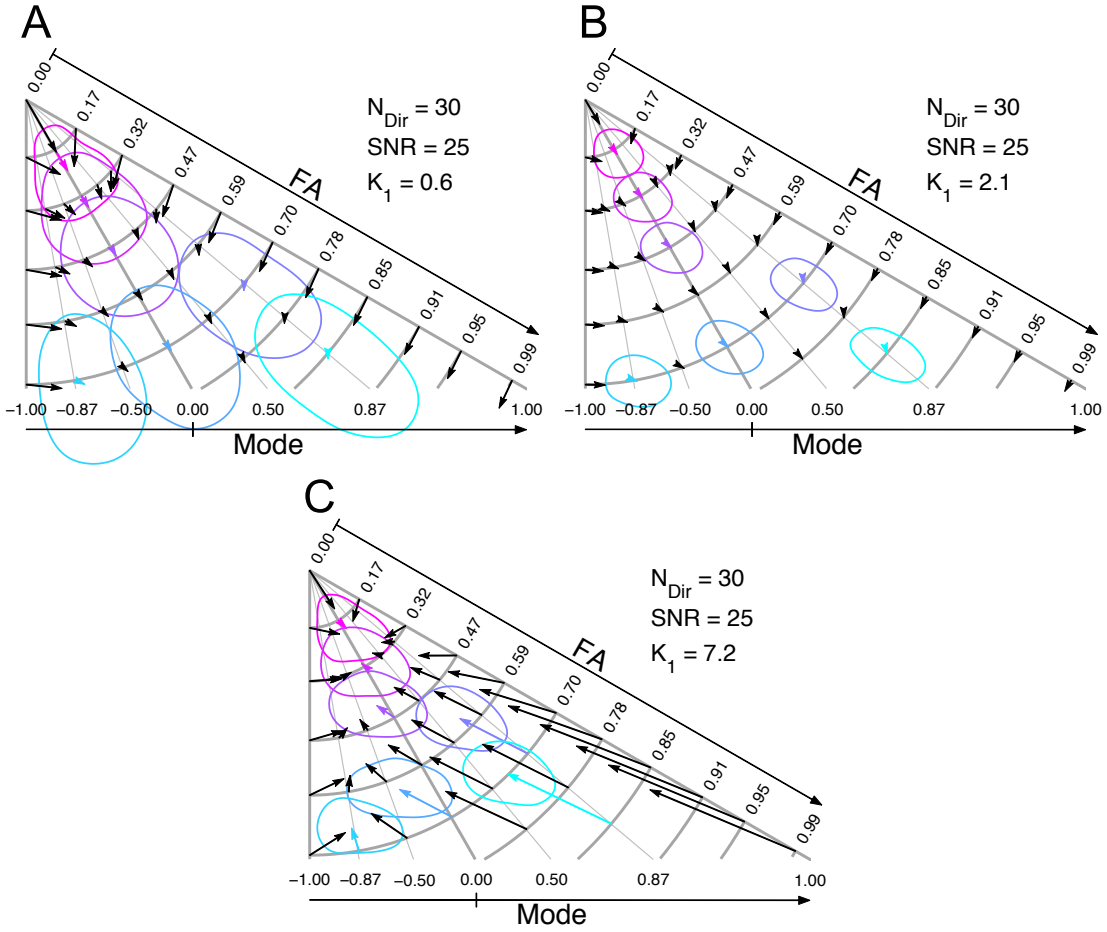 A
0.00
0.17
0.32
0.47
0.59
0.70
0.78
0.85
0.91
0.95
0.99
FA
N_Dir = 30
SNR = 25
K_1 = 0.6
−1.00 −0.87 −0.50 0.00 0.50 0.87 1.00
Mode
B
0.00
0.17
0.32
0.47
0.59
0.70
0.78
0.85
0.91
0.95
0.99
FA
N_Dir = 30
SNR = 25
K_1 = 2.1
−1.00 −0.87 −0.50 0.00 0.50 0.87 1.00
Mode
C
0.00
0.17
0.32
0.47
0.59
0.70
0.78
0.85
0.91
0.95
0.99
FA
N_Dir = 30
SNR = 25
K_1 = 7.2
−1.00 −0.87 −0.50 0.00 0.50 0.87 1.00
Mode